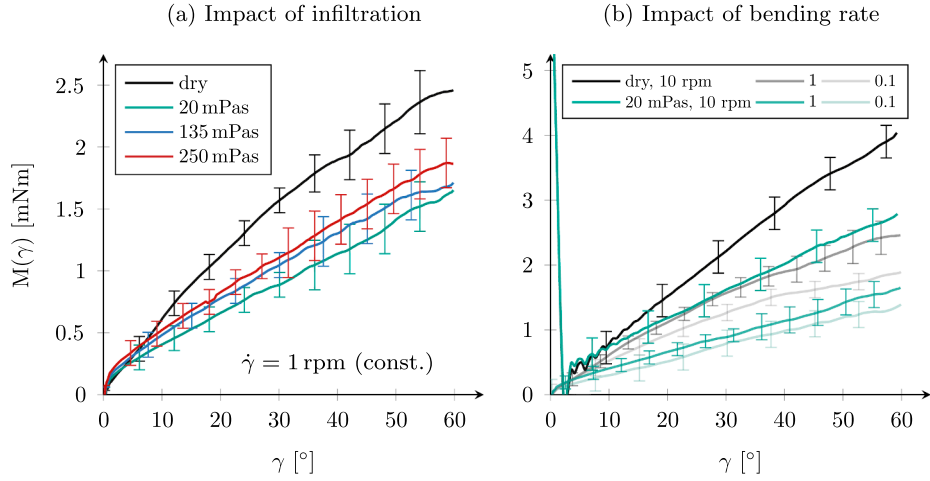 (a) Impact of infiltration
(b) Impact of bending rate
M(γ) [mNm]
2.5
2
1.5
1
0.5
0
dry
20 mPas
135 mPas
250 mPas
γ̇ = 1 rpm (const.)
0 10 20 30 40 50 60
γ [°]
5
4
3
2
1
0
dry, 10 rpm 1 0.1
20 mPas, 10 rpm 1 0.1
0 10 20 30 40 50 60
γ [°]